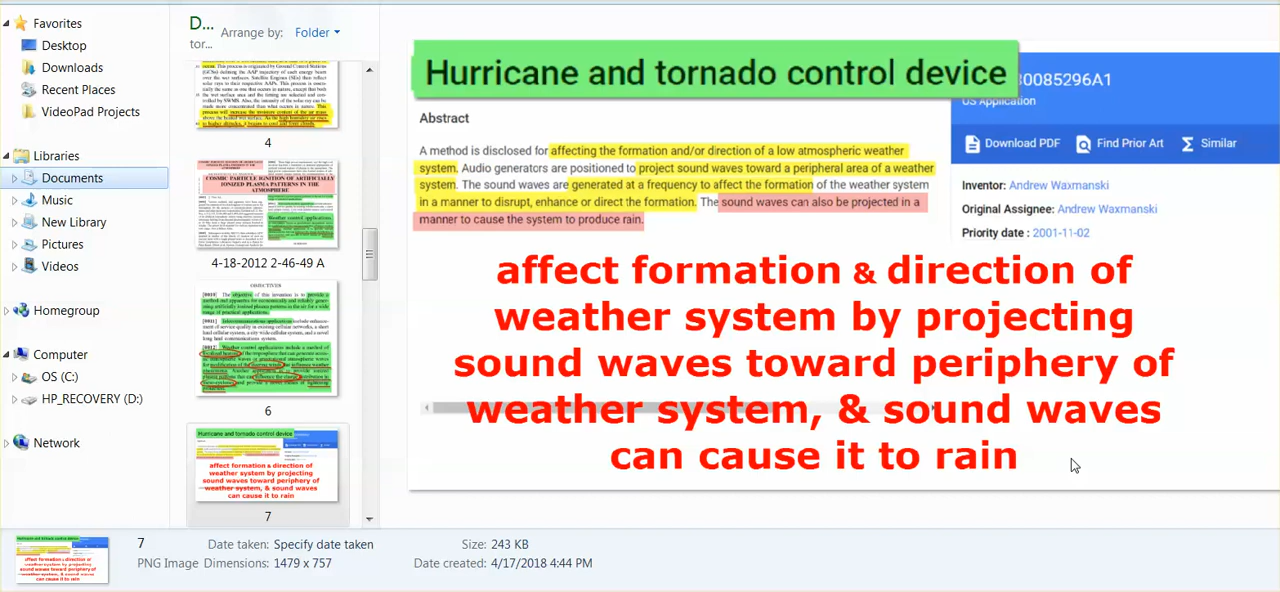 Favorites
Desktop
Downloads
Recent Places
VideoPad Projects
Libraries
Documents
Music
New Library
Pictures
Videos
Homegroup
Computer
OS (C:)
HP_RECOVERY (D:)
Network
D...
tor...
Arrange by: Folder
4
COSMIC PARTICLE IGNITION OF ARTIFICIALLY
IONIZED PLASMA PATTERNS IN THE
ATMOSPHERE
4-18-2012 2-46-49 A
OBJECTIVES
6
Hurricane and tornado control device
affect formation & direction of
weather system by projecting
sound waves toward periphery of
weather system, & sound waves
can cause it to rain
7
Hurricane and tornado control device
0085296A1
US Application
Abstract
Download PDF
Find Prior Art
Similar
A method is disclosed for affecting the formation and/or direction of a low atmospheric weather
system. Audio generators are positioned to project sound waves toward a peripheral area of a weather
system. The sound waves are generated at a frequency to affect the formation of the weather system
in a manner to disrupt, enhance or direct the formation. The sound waves can also be projected in a
manner to cause the system to produce rain.
Inventor: Andrew Waxmanski
Original Assignee: Andrew Waxmanski
Priority date : 2001-11-02
affect formation & direction of
weather system by projecting
sound waves toward periphery of
weather system, & sound waves
can cause it to rain
7
PNG Image
Date taken: Specify date taken
Dimensions: 1479 x 757
Size: 243 KB
Date created: 4/17/2018 4:44 PM